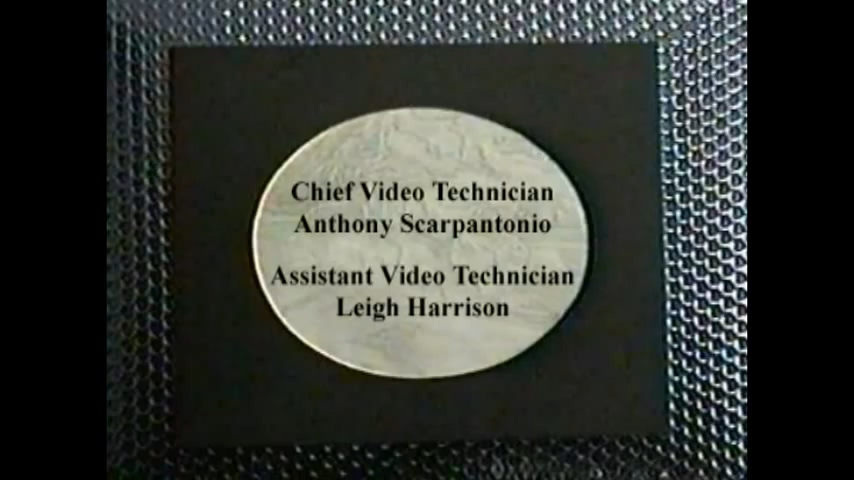 Chief Video Technician
Anthony Scarpantonio
Assistant Video Technician
Leigh Harrison